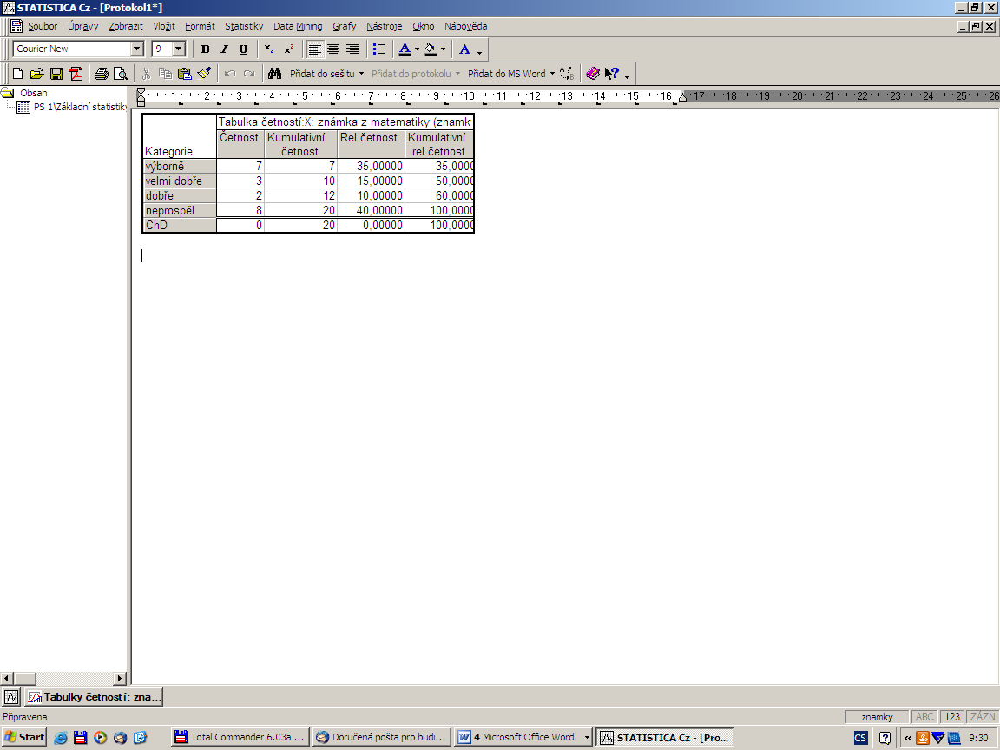 STATISTICA Cz - [Protokol1*]
Soubor Úpravy Zobrazit Vložit Formát Statistiky Data Mining Grafy Nástroje Okno Nápověda
Courier New 9 B I U x₂ x² A A
Přidat do sešitu Přidat do protokolu Přidat do MS Word
Obsah
PS 1\Základní statistiky
1 2 3 4 5 6 7 8 9 10 11 12 13 14 15 16 17 18 19 20 21 22 23 24 25 26
Tabulka četností:X: známka z matematiky (znamk
Kategorie Četnost Kumulativní četnost Rel.četnost Kumulativní rel.četnost
výborně 7 7 35,00000 35,0000
velmi dobře 3 10 15,00000 50,0000
dobře 2 12 10,00000 60,0000
neprospěl 8 20 40,00000 100,0000
ChD 0 20 0,00000 100,0000
Tabulky četností: zna...
Připravena znamky ABC 123 ZÁZN
Start Total Commander 6.03a ... Doručená pošta pro budi... 4 Microsoft Office Word STATISTICA Cz - [Pro... CS « 9:30